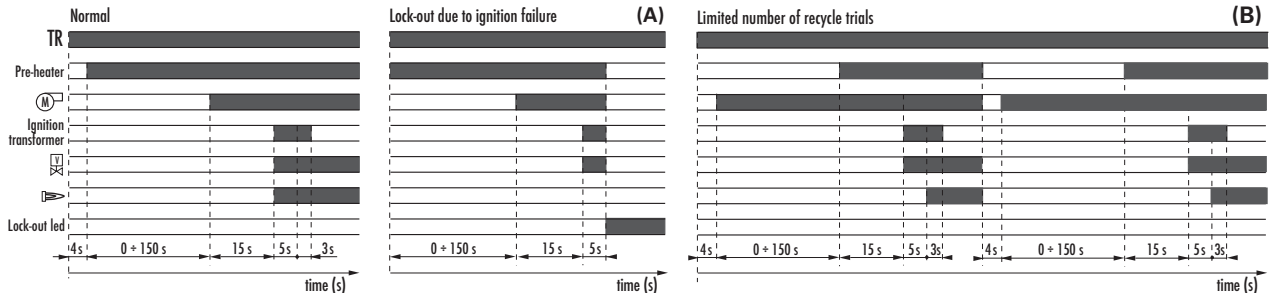 Normal
Lock-out due to ignition failure (A)
Limited number of recycle trials (B)
TR
Pre-heater
M
Ignition
transformer
V
Lock-out led
4s 0 ÷ 150 s 15 s 5s 3s
0 ÷ 150 s 15 s 5s
4s 0 ÷ 150 s 15 s 5s 3s 4s 0 ÷ 150 s 15 s 5s 3s
time (s)
time (s)
time (s)